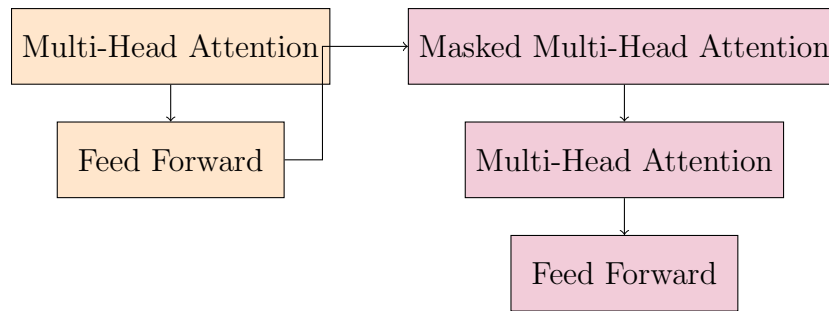 Multi-Head Attention
Feed Forward
Masked Multi-Head Attention
Multi-Head Attention
Feed Forward